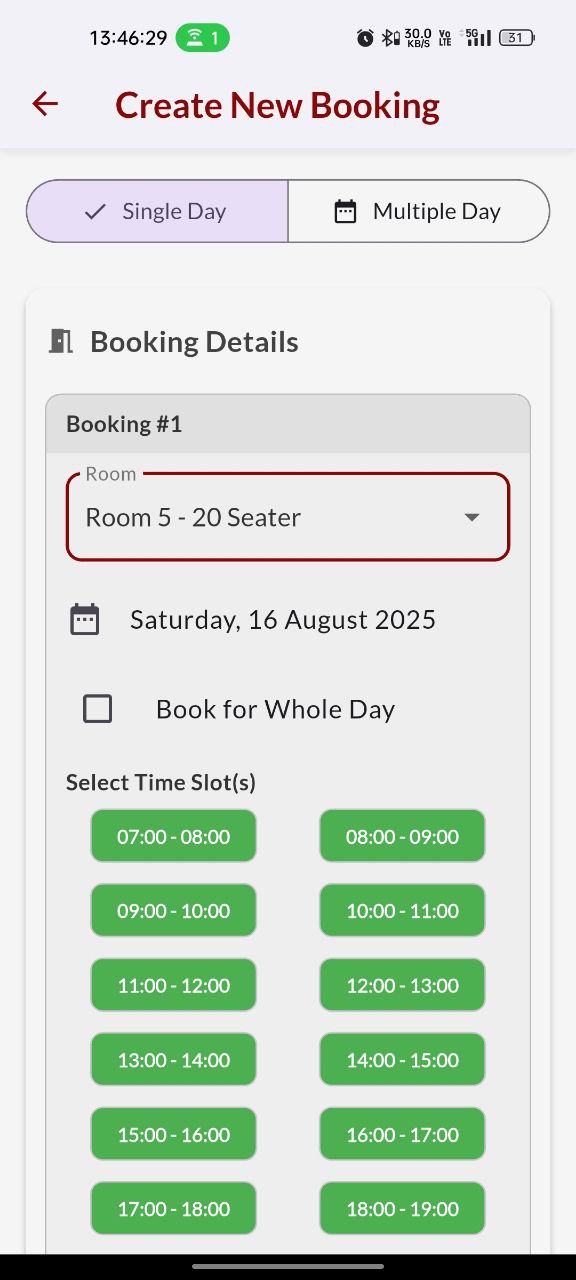 13:46:29 1 30.0 KB/S Vo LTE 5G 31
Create New Booking
Single Day Multiple Day
Booking Details
Booking #1
Room
Room 5 - 20 Seater
Saturday, 16 August 2025
Book for Whole Day
Select Time Slot(s)
07:00 - 08:00 08:00 - 09:00
09:00 - 10:00 10:00 - 11:00
11:00 - 12:00 12:00 - 13:00
13:00 - 14:00 14:00 - 15:00
15:00 - 16:00 16:00 - 17:00
17:00 - 18:00 18:00 - 19:00